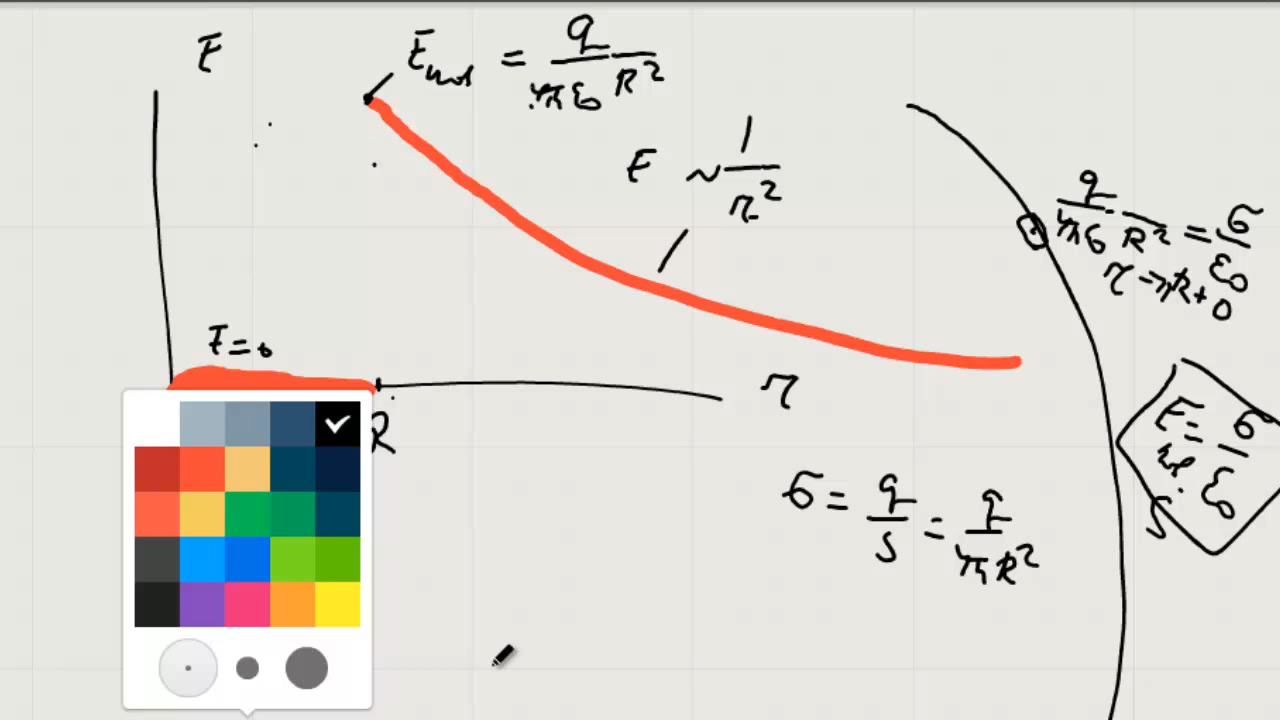 E
= q / 4πε₀R²
E ~ 1/r²
q / 4πε₀R² = σ/ε₀
r → R+0
E=0
r
R
E = σ/ε₀
σ = q/S = q/4πR²